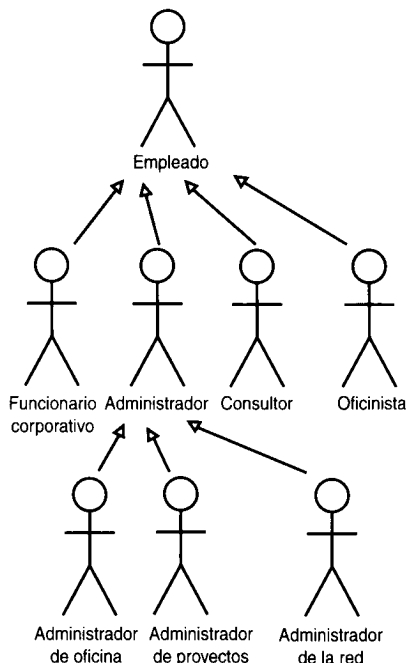 Empleado
Funcionario Administrador Consultor Oficinista
corporativo
Administrador Administrador Administrador
de oficina de proyectos de la red